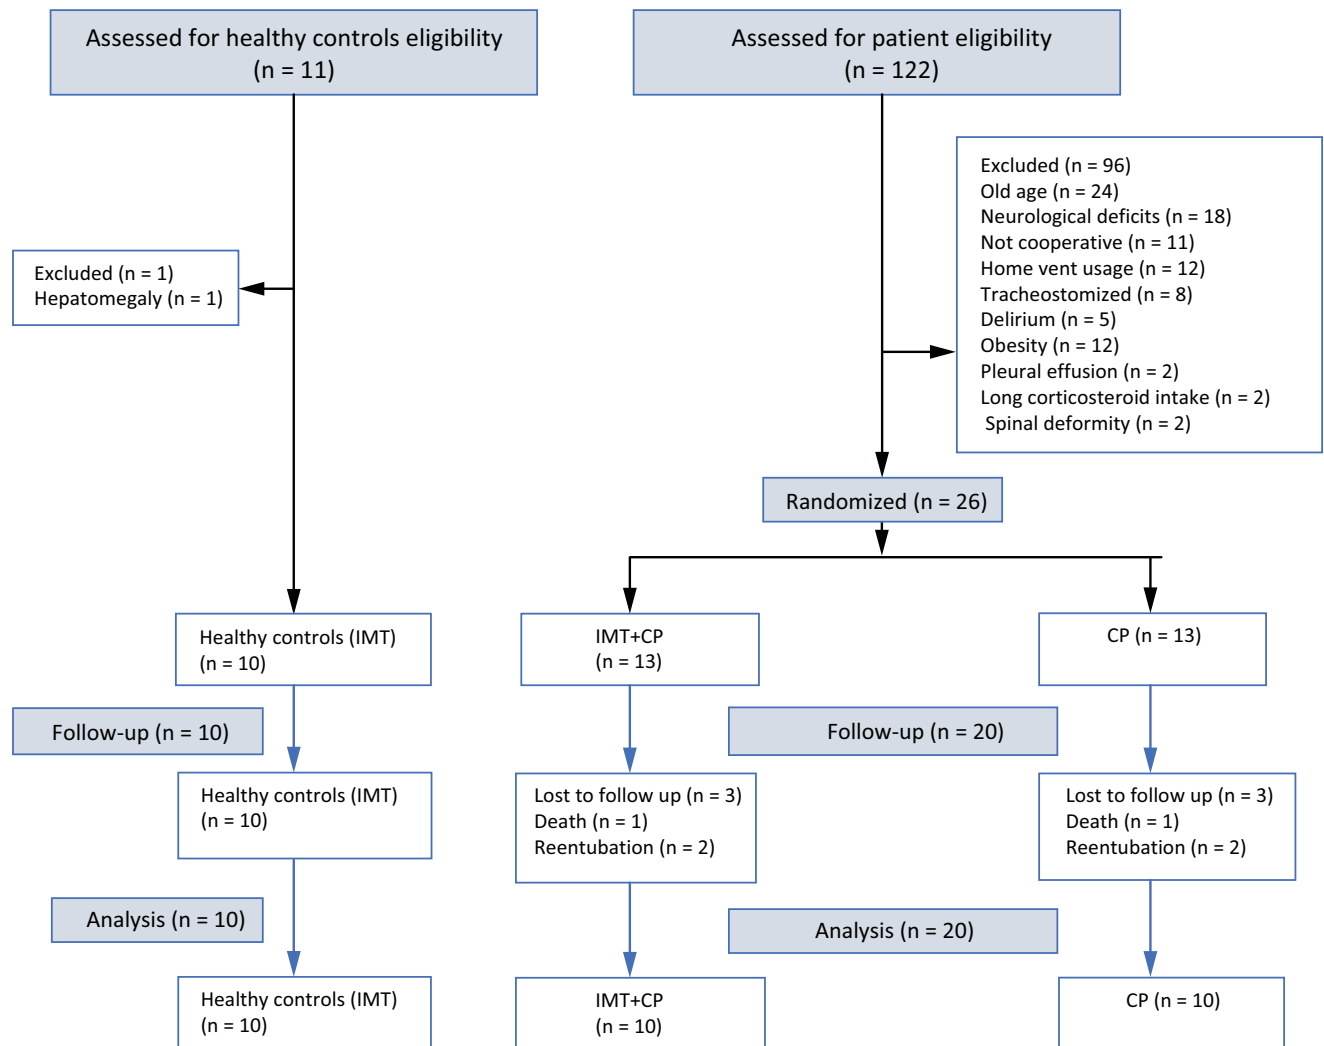 Assessed for healthy controls eligibility
(n = 11)
Assessed for patient eligibility
(n = 122)
Excluded (n = 96)
Old age (n = 24)
Neurological deficits (n = 18)
Not cooperative (n = 11)
Home vent usage (n = 12)
Tracheostomized (n = 8)
Delirium (n = 5)
Obesity (n = 12)
Pleural effusion (n = 2)
Long corticosteroid intake (n = 2)
Spinal deformity (n = 2)
Excluded (n = 1)
Hepatomegaly (n = 1)
Randomized (n = 26)
Healthy controls (IMT)
(n = 10)
IMT+CP
(n = 13)
CP (n = 13)
Follow-up (n = 10)
Follow-up (n = 20)
Healthy controls (IMT)
(n = 10)
Lost to follow up (n = 3)
Death (n = 1)
Reentubation (n = 2)
Lost to follow up (n = 3)
Death (n = 1)
Reentubation (n = 2)
Analysis (n = 10)
Analysis (n = 20)
Healthy controls (IMT)
(n = 10)
IMT+CP
(n = 10)
CP (n = 10)